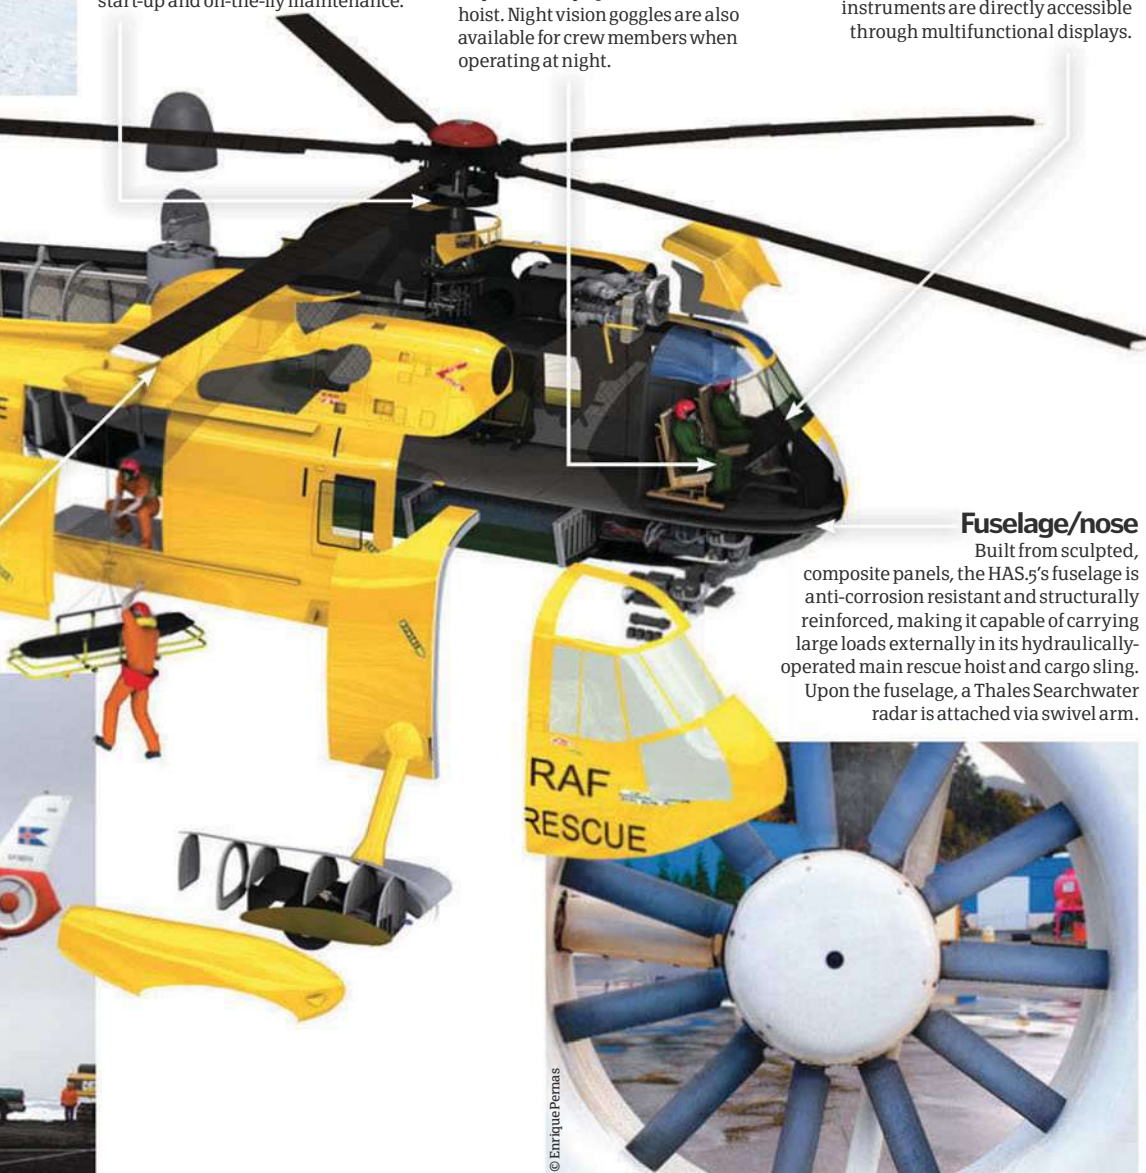 start-up and on-the-fly maintenance.
hoist. Night vision goggles are also
available for crew members when
operating at night.
instruments are directly accessible
through multifunctional displays.
Fuselage/nose
Built from sculpted,
composite panels, the HAS.5's fuselage is
anti-corrosion resistant and structurally
reinforced, making it capable of carrying
large loads externally in its hydraulically-
operated main rescue hoist and cargo sling.
Upon the fuselage, a Thales Searchwater
radar is attached via swivel arm.
E
RAF
RESCUE
© Enrique Pernas